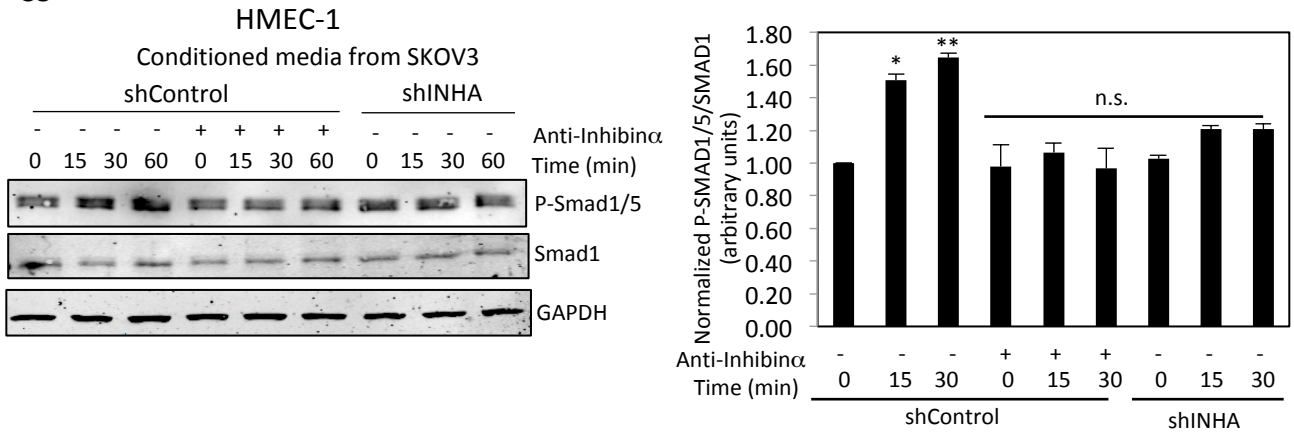 HMEC-1
Conditioned media from SKOV3
shControl shINHA
- - - - + + + + - - - - Anti-Inhibinα
0 15 30 60 0 15 30 60 0 15 30 60 Time (min)
P-Smad1/5
Smad1
GAPDH
Normalized P-SMAD1/5/SMAD1
(arbitrary units)
1.80
1.60
1.40
1.20
1.00
0.80
0.60
0.40
0.20
0.00
* **
n.s.
Anti-Inhibinα - - - + + + - - -
Time (min) 0 15 30 0 15 30 0 15 30
shControl shINHA